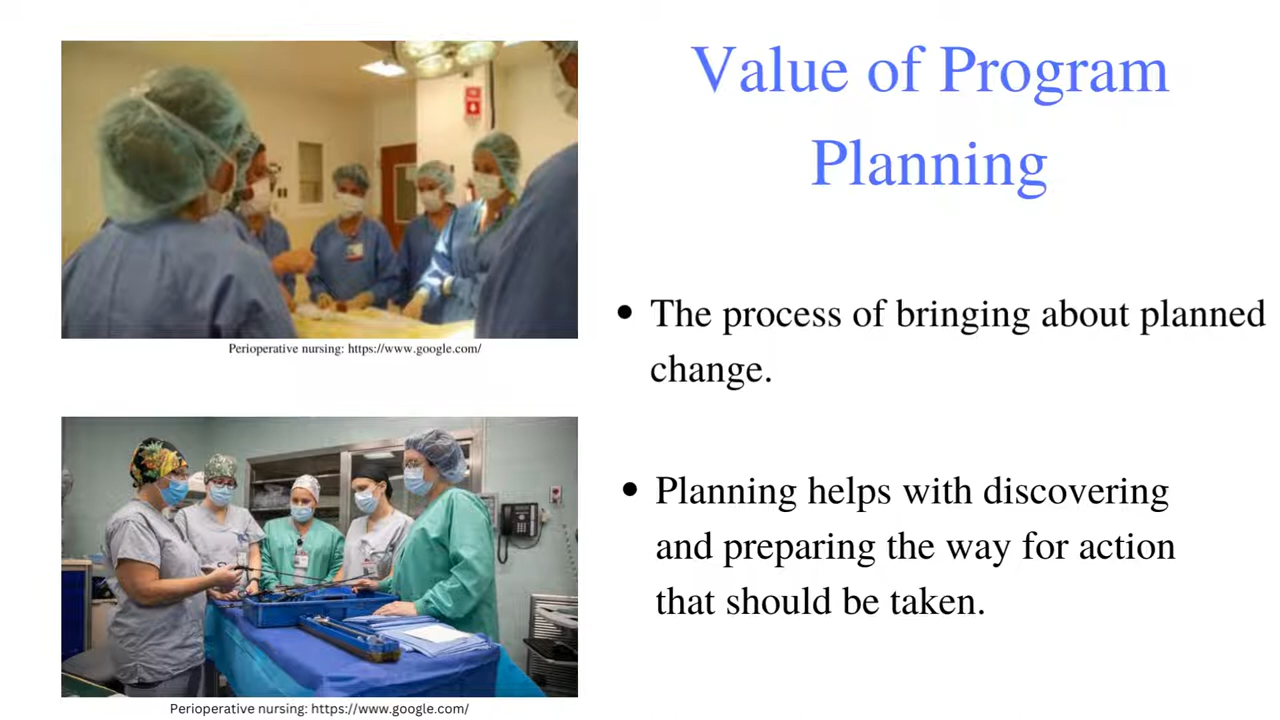 Value of Program
Planning
Perioperative nursing: https://www.google.com/
The process of bringing about planned
change.
Planning helps with discovering
and preparing the way for action
that should be taken.
Perioperative nursing: https://www.google.com/